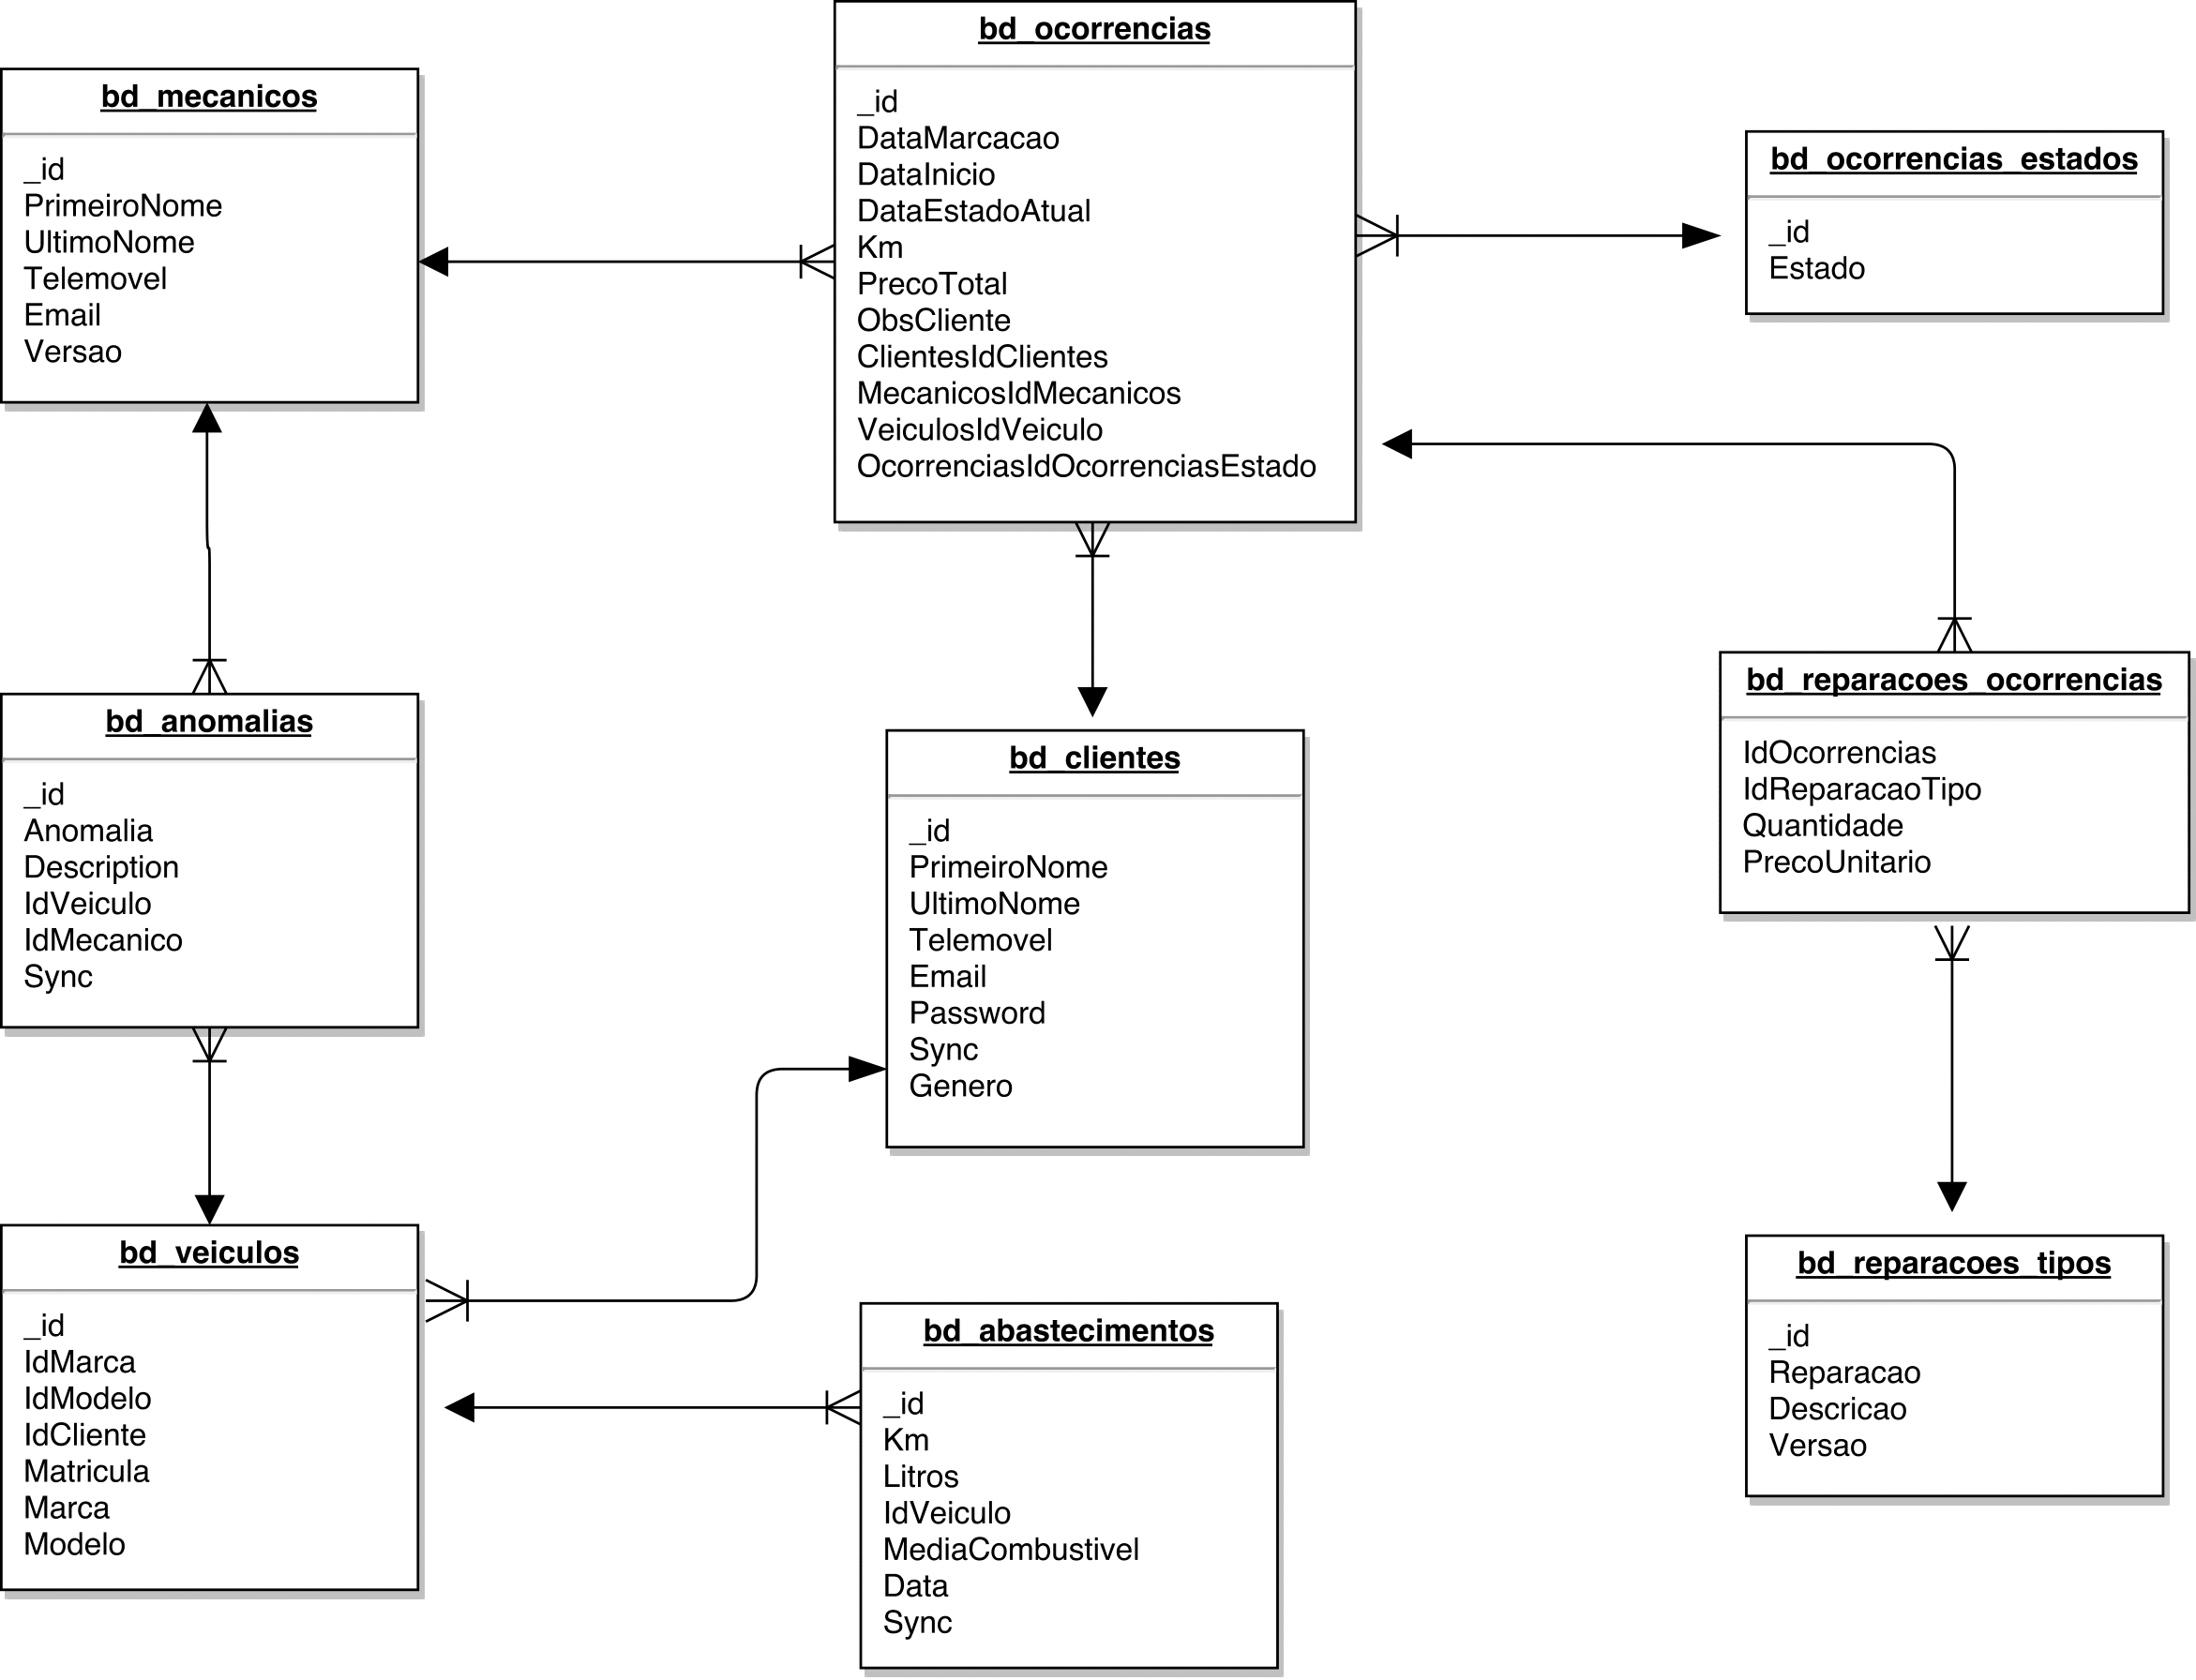 bd_ocorrencias
_id
DataMarcacao
DataInicio
DataEstadoAtual
Km
PrecoTotal
ObsCliente
ClientesIdClientes
MecanicosIdMecanicos
VeiculosIdVeiculo
OcorrenciasIdOcorrenciasEstado
bd_mecanicos
_id
PrimeiroNome
UltimoNome
Telemovel
Email
Versao
bd_ocorrencias_estados
_id
Estado
bd_reparacoes_ocorrencias
IdOcorrencias
IdReparacaoTipo
Quantidade
PrecoUnitario
bd_anomalias
_id
Anomalia
Description
IdVeiculo
IdMecanico
Sync
bd_clientes
_id
PrimeiroNome
UltimoNome
Telemovel
Email
Password
Sync
Genero
bd_veiculos
_id
IdMarca
IdModelo
IdCliente
Matricula
Marca
Modelo
bd_abastecimentos
_id
Km
Litros
IdVeiculo
MediaCombustivel
Data
Sync
bd_reparacoes_tipos
_id
Reparacao
Descricao
Versao